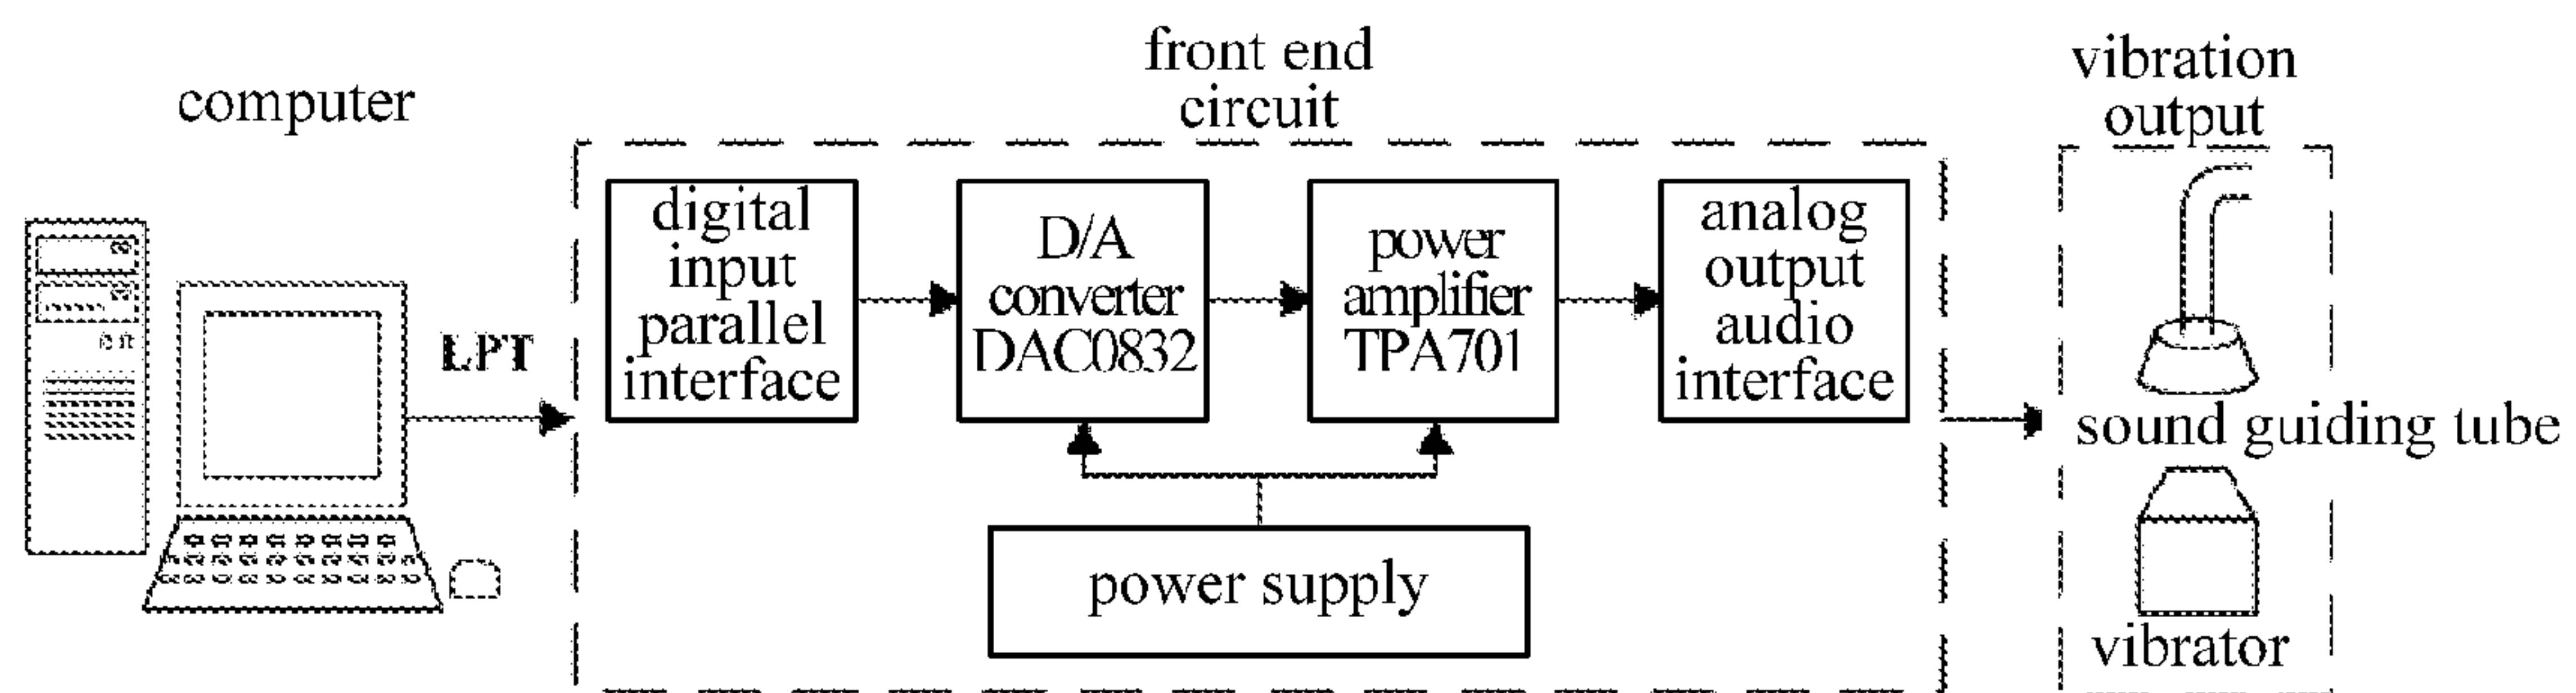 computer
LPT
front end
circuit
digital
input
parallel
interface
D/A
converter
DAC0832
power
amplifier
TPA701
analog
output
audio
interface
power supply
vibration
output
sound guiding tube
vibrator